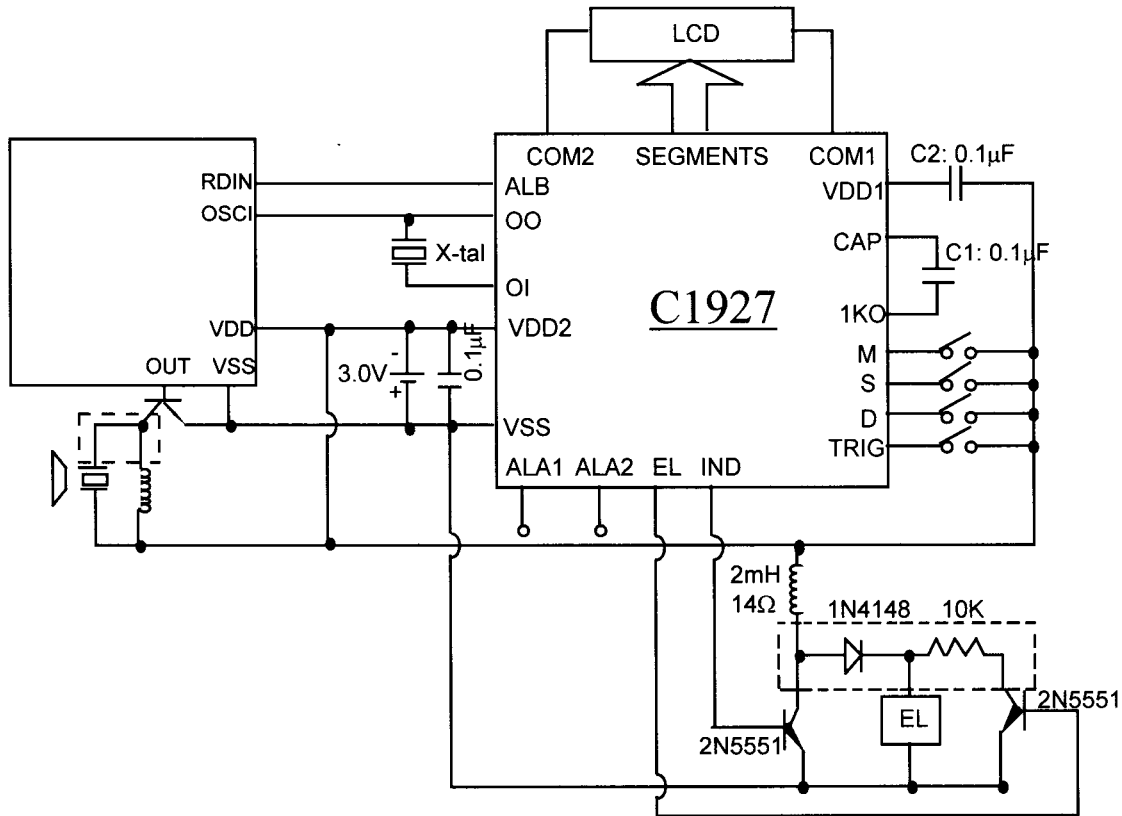 LCD
COM2
SEGMENTS
COM1
C2: 0.1µF
RDIN
ALB
VDD1
OSCI
OO
X-tal
CAP
C1: 0.1µF
OI
C1927
1KO
VDD
VDD2
0.1µF
M
OUT
VSS
-
3.0V
+
S
D
VSS
TRIG
ALA1
ALA2
EL
IND
2mH
14Ω
1N4148
10K
2N5551
EL
2N5551